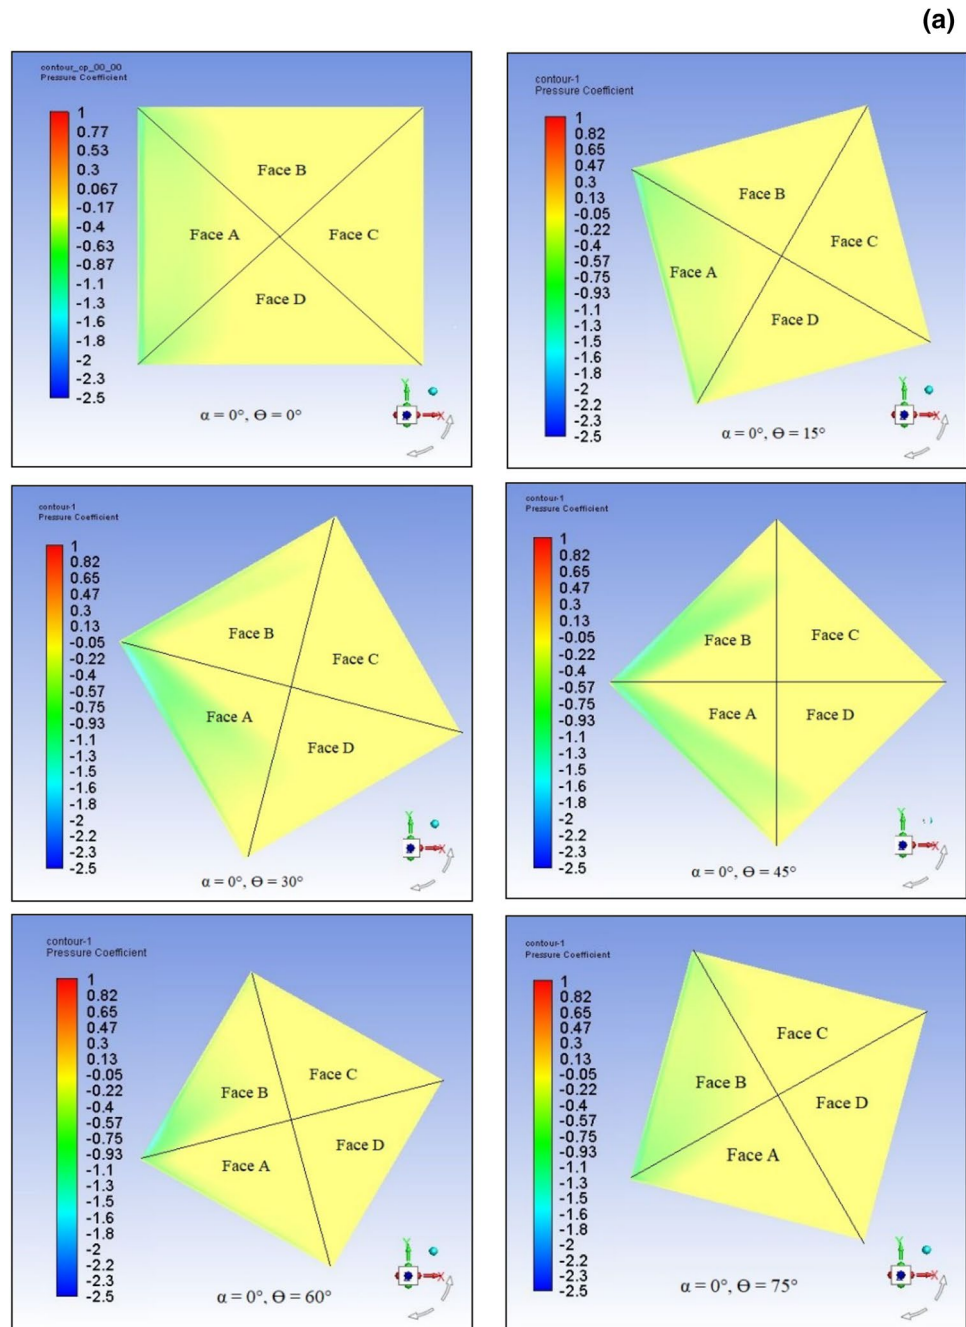 (a)
contour_cp_00_00
Pressure Coefficient
1
0.77
0.53
0.3
0.067
-0.17
-0.4
-0.63
-0.87
-1.1
-1.3
-1.6
-1.8
-2
-2.3
-2.5
Face B
Face A
Face C
Face D
Y
X
α = 0°, Ө = 0°
contour-1
Pressure Coefficient
1
0.82
0.65
0.47
0.3
0.13
-0.05
-0.22
-0.4
-0.57
-0.75
-0.93
-1.1
-1.3
-1.5
-1.6
-1.8
-2
-2.2
-2.3
-2.5
Face B
Face C
Face A
Face D
Y
X
α = 0°, Ө = 15°
contour-1
Pressure Coefficient
1
0.82
0.65
0.47
0.3
0.13
-0.05
-0.22
-0.4
-0.57
-0.75
-0.93
-1.1
-1.3
-1.5
-1.6
-1.8
-2
-2.2
-2.3
-2.5
Face B
Face C
Face A
Face D
Y
X
α = 0°, Ө = 30°
contour-1
Pressure Coefficient
1
0.82
0.65
0.47
0.3
0.13
-0.05
-0.22
-0.4
-0.57
-0.75
-0.93
-1.1
-1.3
-1.5
-1.6
-1.8
-2
-2.2
-2.3
-2.5
Face B
Face C
Face A
Face D
Y
X
α = 0°, Ө = 45°
contour-1
Pressure Coefficient
1
0.82
0.65
0.47
0.3
0.13
-0.05
-0.22
-0.4
-0.57
-0.75
-0.93
-1.1
-1.3
-1.5
-1.6
-1.8
-2
-2.2
-2.3
-2.5
Face C
Face B
Face D
Face A
Y
X
α = 0°, Ө = 60°
contour-1
Pressure Coefficient
1
0.82
0.65
0.47
0.3
0.13
-0.05
-0.22
-0.4
-0.57
-0.75
-0.93
-1.1
-1.3
-1.5
-1.6
-1.8
-2
-2.2
-2.3
-2.5
Face C
Face B
Face D
Face A
Y
X
α = 0°, Ө = 75°